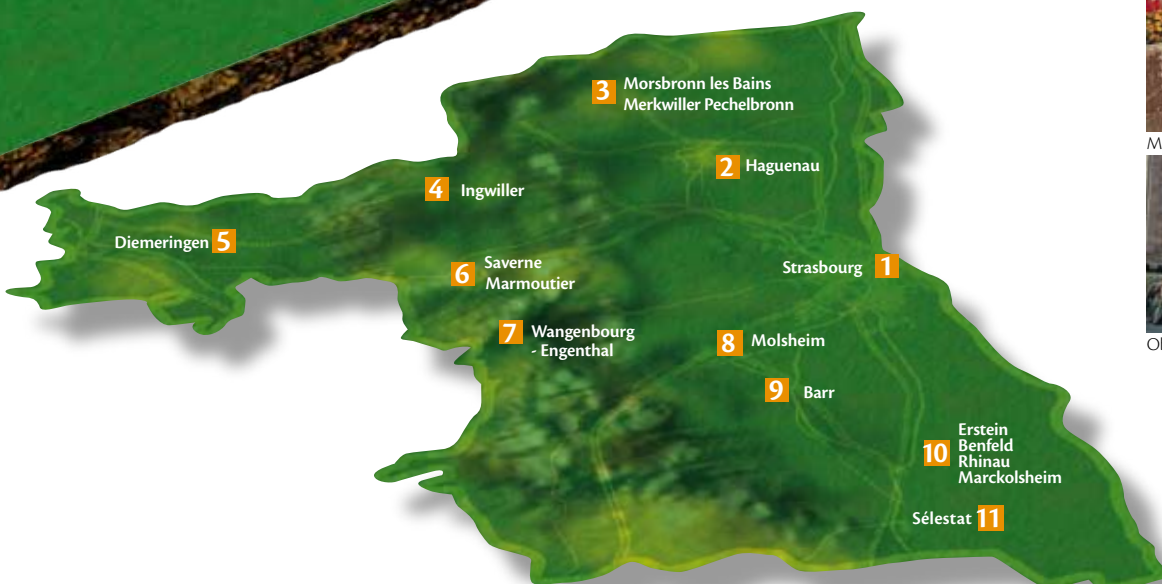 3 Morsbronn les Bains
Merkwiller Pechelbronn
2 Haguenau
4 Ingwiller
Diemeringen 5
6 Saverne
Marmoutier
Strasbourg 1
7 Wangenbourg
- Engenthal
8 Molsheim
9 Barr
10 Erstein
Benfeld
Rhinau
Marckolsheim
Sélestat 11